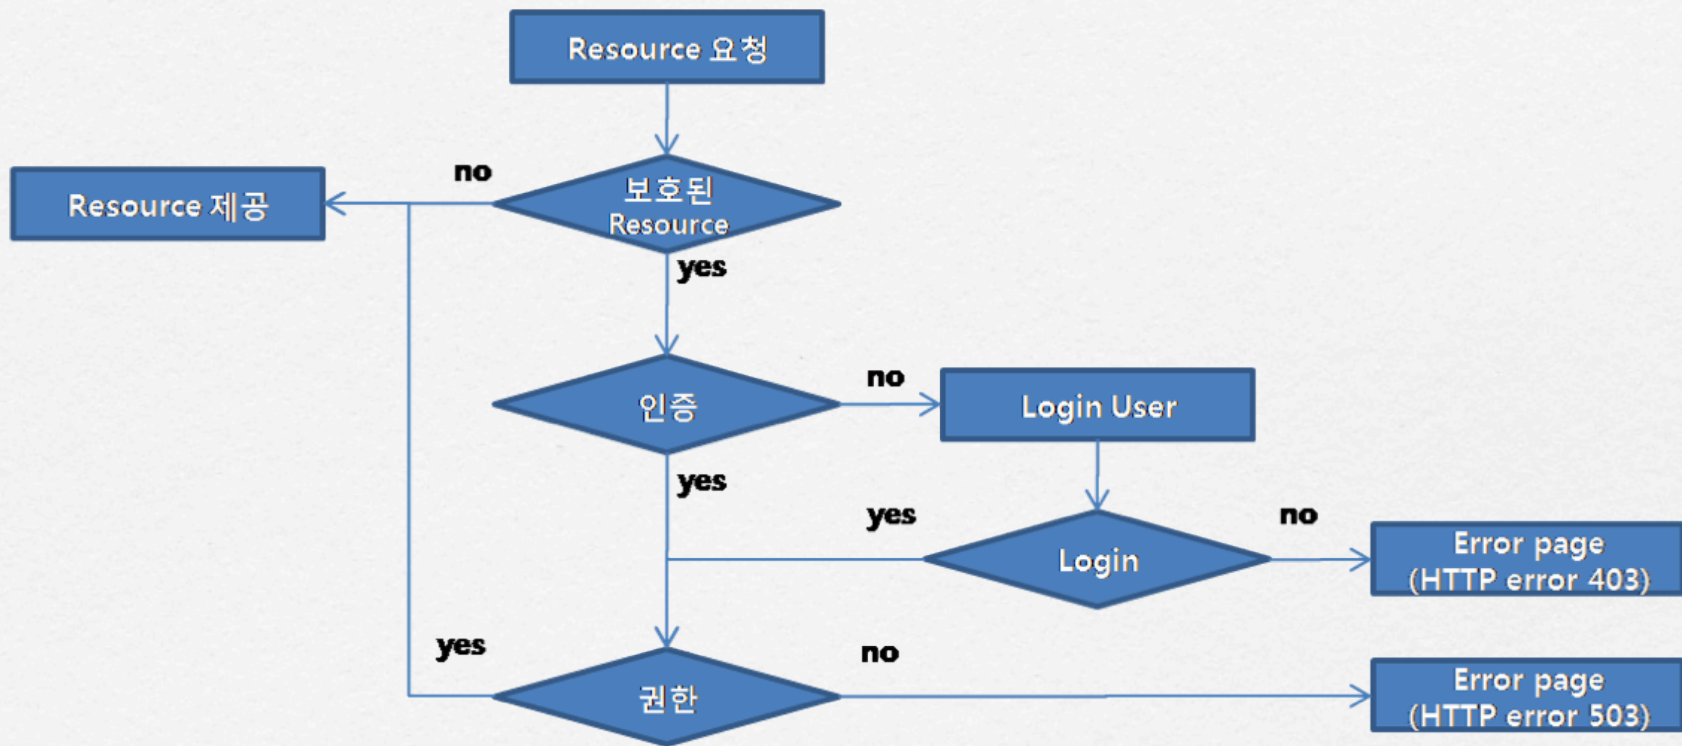 Resource 요청
no
Resource 제공
보호된
Resource
yes
인증
no
Login User
yes
yes
Login
no
Error page
(HTTP error 403)
yes
권한
no
Error page
(HTTP error 503)